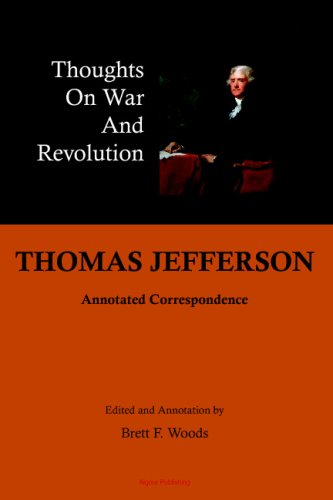 Thoughts
On War
And
Revolution
THOMAS JEFFERSON
Annotated Correspondence
Edited and Annotation by
Brett F. Woods
Algora Publishing